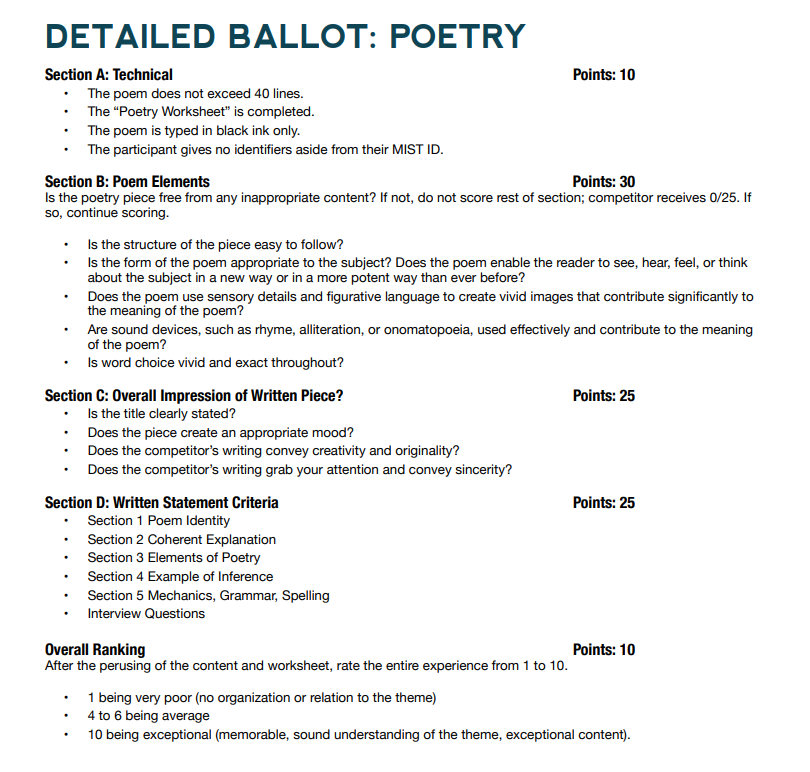 DETAILED BALLOT: POETRY
Section A: Technical Points: 10
• The poem does not exceed 40 lines.
• The “Poetry Worksheet” is completed.
• The poem is typed in black ink only.
• The participant gives no identifiers aside from their MIST ID.
Section B: Poem Elements Points: 30
Is the poetry piece free from any inappropriate content? If not, do not score rest of section; competitor receives 0/25. If
so, continue scoring.
• Is the structure of the piece easy to follow?
• Is the form of the poem appropriate to the subject? Does the poem enable the reader to see, hear, feel, or think
about the subject in a new way or in a more potent way than ever before?
• Does the poem use sensory details and figurative language to create vivid images that contribute significantly to
the meaning of the poem?
• Are sound devices, such as rhyme, alliteration, or onomatopoeia, used effectively and contribute to the meaning
of the poem?
• Is word choice vivid and exact throughout?
Section C: Overall Impression of Written Piece? Points: 25
• Is the title clearly stated?
• Does the piece create an appropriate mood?
• Does the competitor’s writing convey creativity and originality?
• Does the competitor’s writing grab your attention and convey sincerity?
Section D: Written Statement Criteria Points: 25
• Section 1 Poem Identity
• Section 2 Coherent Explanation
• Section 3 Elements of Poetry
• Section 4 Example of Inference
• Section 5 Mechanics, Grammar, Spelling
• Interview Questions
Overall Ranking Points: 10
After the perusing of the content and worksheet, rate the entire experience from 1 to 10.
• 1 being very poor (no organization or relation to the theme)
• 4 to 6 being average
• 10 being exceptional (memorable, sound understanding of the theme, exceptional content).